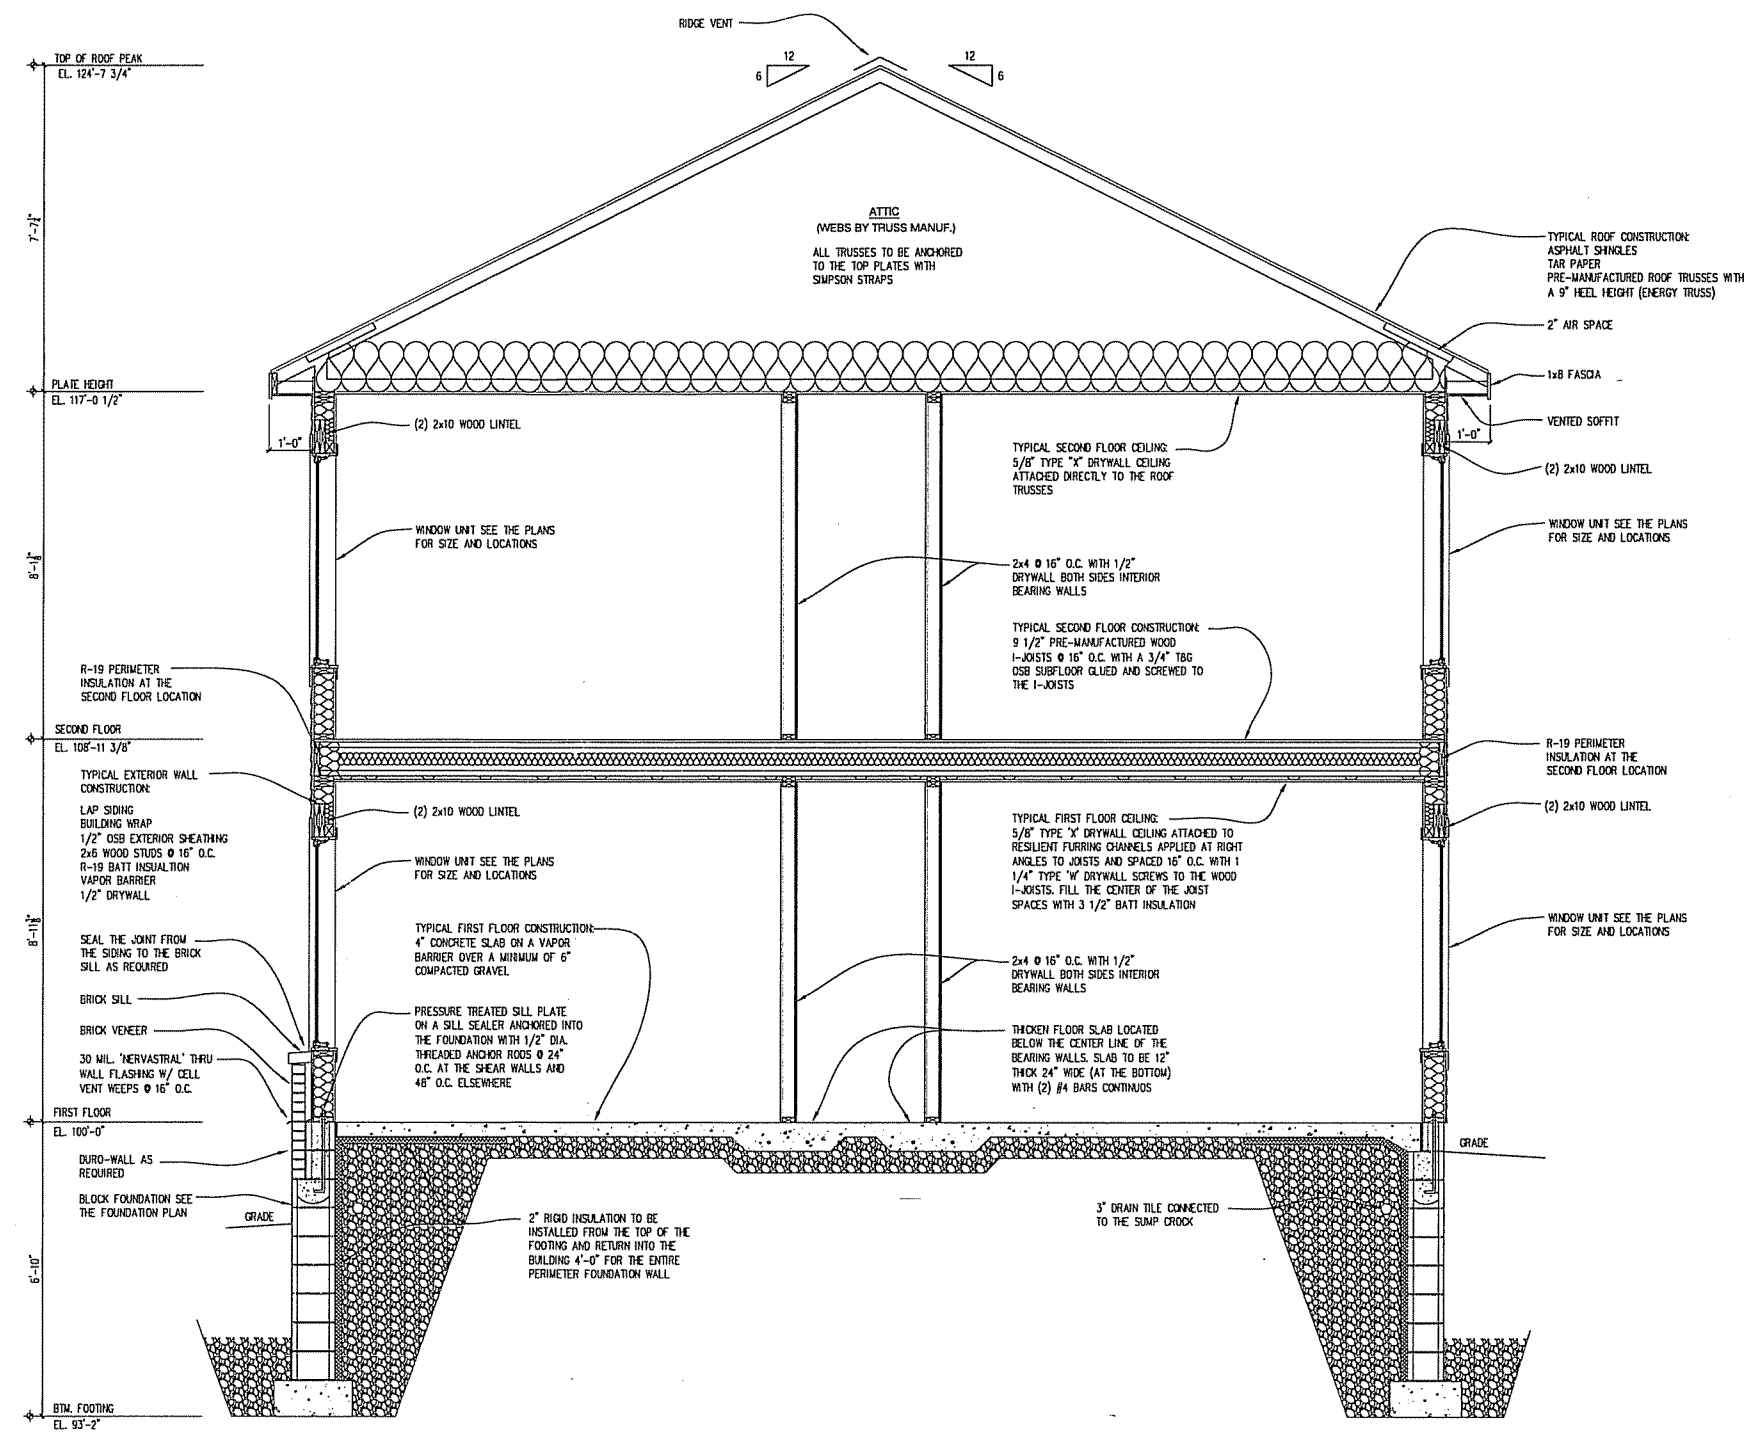 RIDGE VENT
TOP OF ROOF PEAK
EL. 124'-7 3/4"
12
6
12
6
7'-7 1/4"
ATTIC
(WEBS BY TRUSS MANUF.)
ALL TRUSSES TO BE ANCHORED
TO THE TOP PLATES WITH
SIMPSON STRAPS
TYPICAL ROOF CONSTRUCTION:
ASPHALT SHINGLES
TAR PAPER
PRE-MANUFACTURED ROOF TRUSSES WITH
A 9" HEEL HEIGHT (ENERGY TRUSS)
2" AIR SPACE
1x8 FASCIA
VENTED SOFFIT
1'-0"
(2) 2x10 WOOD LINTEL
WINDOW UNIT SEE THE PLANS
FOR SIZE AND LOCATIONS
PLATE HEIGHT
EL. 117'-0 1/2"
1'-0"
(2) 2x10 WOOD LINTEL
WINDOW UNIT SEE THE PLANS
FOR SIZE AND LOCATIONS
TYPICAL SECOND FLOOR CEILING:
5/8" TYPE "X" DRYWALL CEILING
ATTACHED DIRECTLY TO THE ROOF
TRUSSES
2x4 @ 16" O.C. WITH 1/2"
DRYWALL BOTH SIDES INTERIOR
BEARING WALLS
TYPICAL SECOND FLOOR CONSTRUCTION:
9 1/2" PRE-MANUFACTURED WOOD
I-JOISTS @ 16" O.C. WITH A 3/4" T&G
OSB SUBFLOOR GLUED AND SCREWED TO
THE I-JOISTS
8'-1 1/8"
R-19 PERIMETER
INSULATION AT THE
SECOND FLOOR LOCATION
SECOND FLOOR
EL. 108'-11 3/8"
R-19 PERIMETER
INSULATION AT THE
SECOND FLOOR LOCATION
(2) 2x10 WOOD LINTEL
TYPICAL EXTERIOR WALL
CONSTRUCTION:
LAP SIDING
BUILDING WRAP
1/2" OSB EXTERIOR SHEATHING
2x6 WOOD STUDS @ 16" O.C.
R-19 BATT INSUALTION
VAPOR BARRIER
1/2" DRYWALL
(2) 2x10 WOOD LINTEL
WINDOW UNIT SEE THE PLANS
FOR SIZE AND LOCATIONS
TYPICAL FIRST FLOOR CEILING:
5/8" TYPE 'X' DRYWALL CEILING ATTACHED TO
RESILIENT FURRING CHANNELS APPLIED AT RIGHT
ANGLES TO JOISTS AND SPACED 16" O.C. WITH 1
1/4" TYPE 'W' DRYWALL SCREWS TO THE WOOD
I-JOISTS. FILL THE CENTER OF THE JOIST
SPACES WITH 3 1/2" BATT INSULATION
WINDOW UNIT SEE THE PLANS
FOR SIZE AND LOCATIONS
8'-11 3/8"
SEAL THE JOINT FROM
THE SIDING TO THE BRICK
SILL AS REQUIRED
BRICK SILL
BRICK VENEER
30 MIL. 'NERVASTRAL' THRU
WALL FLASHING W/ CELL
VENT WEEPS @ 16" O.C.
TYPICAL FIRST FLOOR CONSTRUCTION:
4" CONCRETE SLAB ON A VAPOR
BARRIER OVER A MINIMUM OF 6"
COMPACTED GRAVEL
PRESSURE TREATED SILL PLATE
ON A SILL SEALER ANCHORED INTO
THE FOUNDATION WITH 1/2" DIA.
THREADED ANCHOR RODS @ 24"
O.C. AT THE SHEAR WALLS AND
48" O.C. ELSEWHERE
2x4 @ 16" O.C. WITH 1/2"
DRYWALL BOTH SIDES INTERIOR
BEARING WALLS
THICKEN FLOOR SLAB LOCATED
BELOW THE CENTER LINE OF THE
BEARING WALLS. SLAB TO BE 12"
THICK 24" WIDE (AT THE BOTTOM)
WITH (2) #4 BARS CONTINUOS
FIRST FLOOR
EL. 100'-0"
GRADE
DURO-WALL AS
REQUIRED
BLOCK FOUNDATION SEE
THE FOUNDATION PLAN
GRADE
2" RIGID INSULATION TO BE
INSTALLED FROM THE TOP OF THE
FOOTING AND RETURN INTO THE
BUILDING 4'-0" FOR THE ENTIRE
PERIMETER FOUNDATION WALL
3" DRAIN TILE CONNECTED
TO THE SUMP CROCK
6'-10"
BTM. FOOTING
EL. 93'-2"